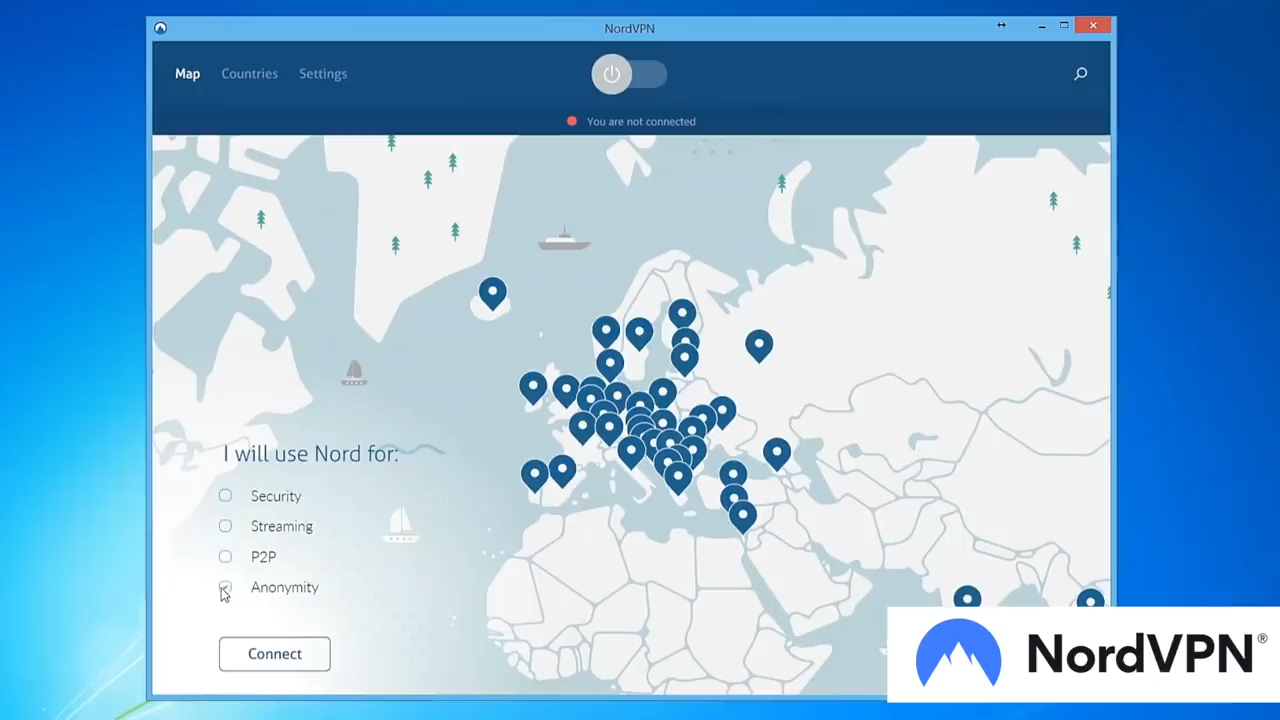 NordVPN
Map Countries Settings
You are not connected
I will use Nord for:
Security
Streaming
P2P
Anonymity
Connect
NordVPN®